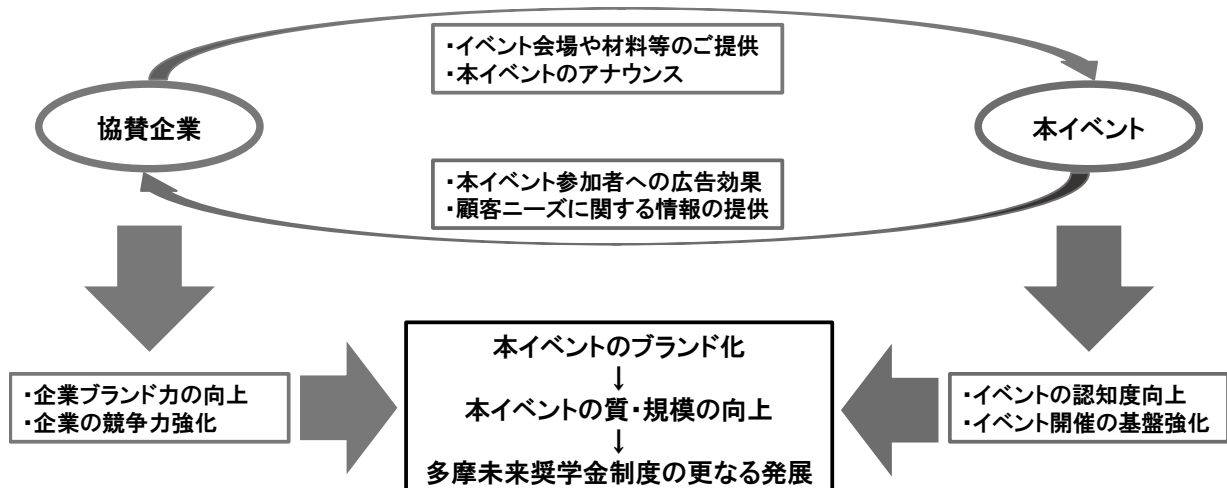 ・イベント会場や材料等のご提供
・本イベントのアナウンス
協賛企業
本イベント
・本イベント参加者への広告効果
・顧客ニーズに関する情報の提供
・企業ブランド力の向上
・企業の競争力強化
本イベントのブランド化
↓
本イベントの質・規模の向上
↓
多摩未来奨学金制度の更なる発展
・イベントの認知度向上
・イベント開催の基盤強化